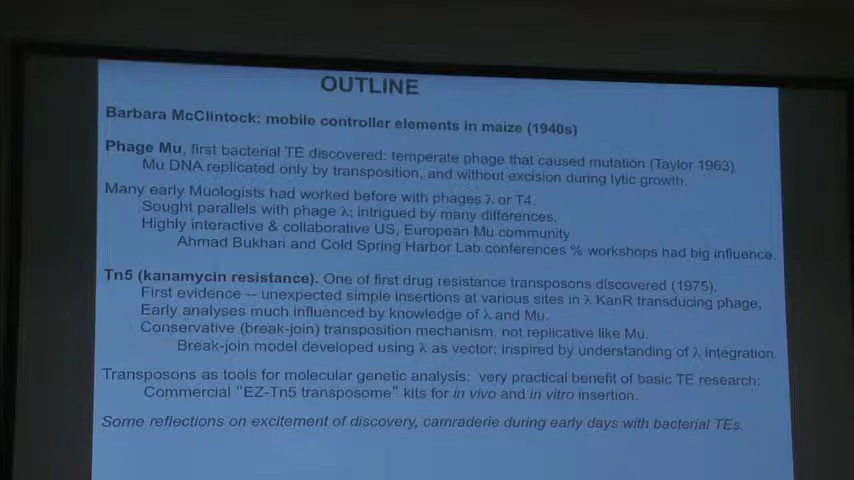 OUTLINE
Barbara McClintock: mobile controller elements in maize (1940s)
Phage Mu, first bacterial TE discovered: temperate phage that caused mutation (Taylor 1963)
Mu DNA replicated only by transposition, and without excision during lytic growth.
Many early Muologists had worked before with phages λ or T4.
Sought parallels with phage λ; intrigued by many differences.
Highly interactive & collaborative US, European Mu community
Ahmad Bukhari and Cold Spring Harbor Lab conferences % workshops had big influence.
Tn5 (kanamycin resistance). One of first drug resistance transposons discovered (1975).
First evidence -- unexpected simple insertions at various sites in λ KanR transducing phage,
Early analyses much influenced by knowledge of λ and Mu.
Conservative (break-join) transposition mechanism, not replicative like Mu.
Break-join model developed using λ as vector; inspired by understanding of λ integration.
Transposons as tools for molecular genetic analysis: very practical benefit of basic TE research:
Commercial "EZ-Tn5 transposome" kits for in vivo and in vitro insertion.
Some reflections on excitement of discovery, camraderie during early days with bacterial TEs.